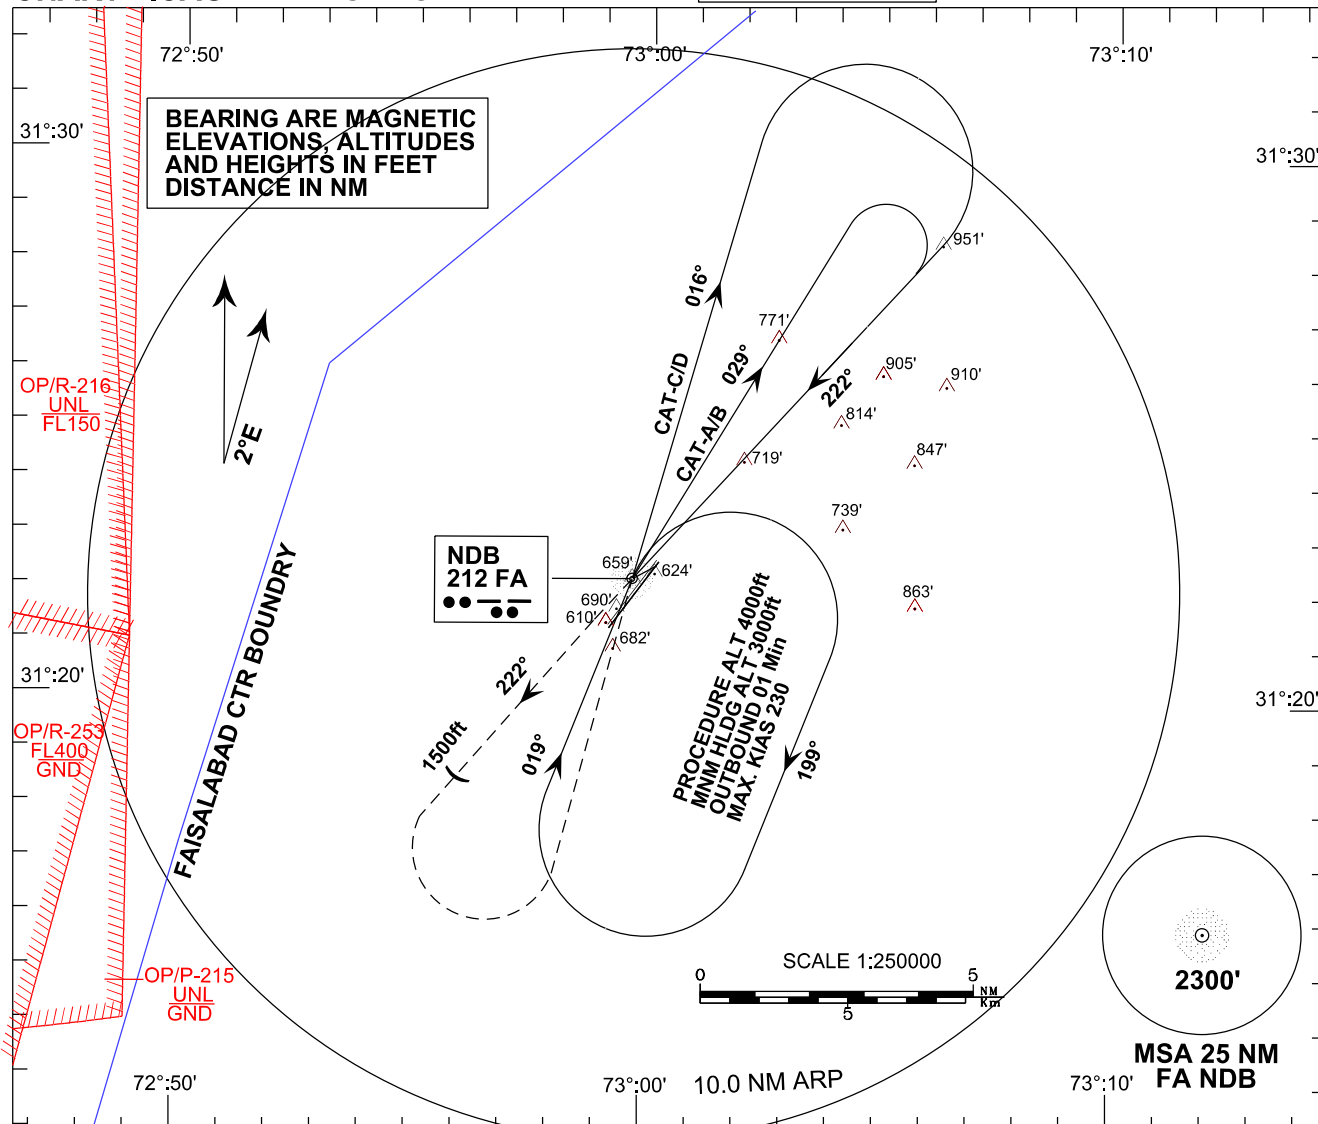 72°:50'
73°:00'
73°:10'
31°:30'
BEARING ARE MAGNETIC
ELEVATIONS, ALTITUDES
AND HEIGHTS IN FEET
DISTANCE IN NM
31°:30'
951'
016°
771'
029°
CAT-C/D
CAT-A/B
222°
905'
910'
814'
OP/R-216
UNL
FL150
2°E
719'
847'
739'
NDB
212 FA
659'
624'
690'
610'
682'
863'
FAISALABAD CTR BOUNDRY
PROCEDURE ALT 4000ft
MNM HLDG ALT 3000ft
OUTBOUND 01 Min
MAX. KIAS 230
31°:20'
31°:20'
222°
1500ft
019°
199°
OP/R-253
FL400
GND
OP/P-215
UNL
GND
SCALE 1:250000
0
5
NM
Km
5
2300'
MSA 25 NM
FA NDB
10.0 NM ARP
72°:50'
73°:00'
73°:10'